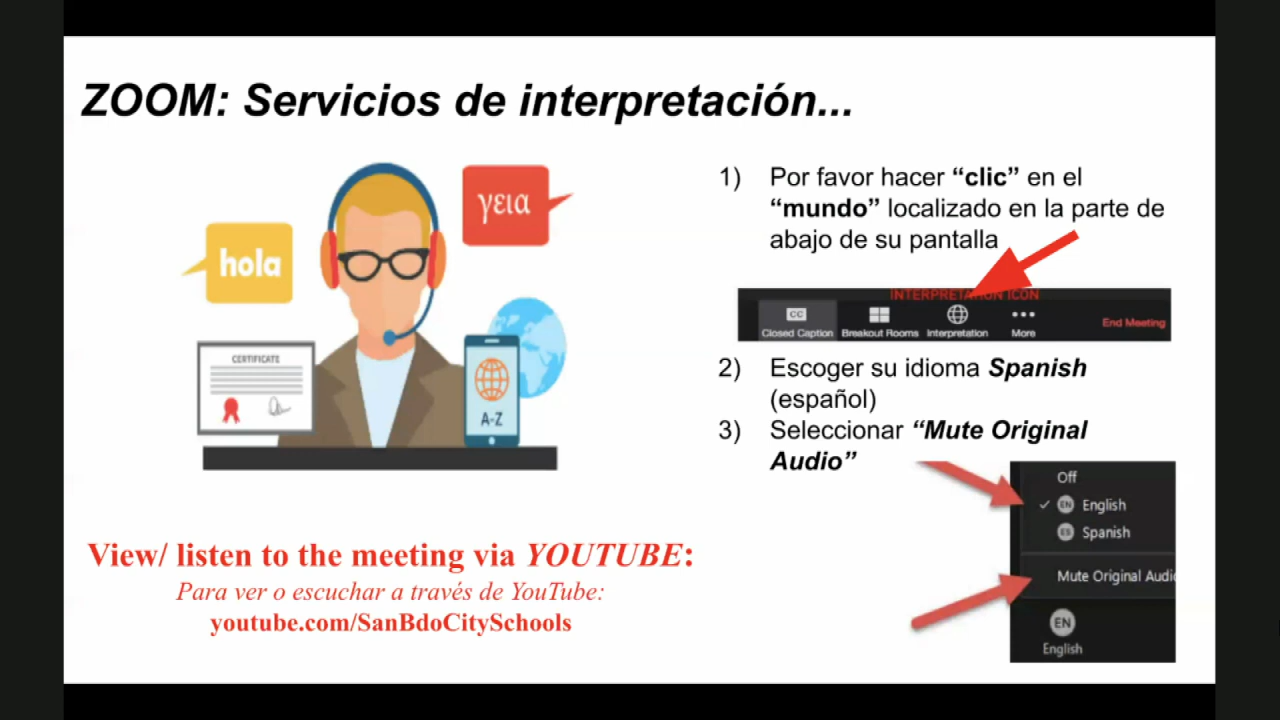 ZOOM: Servicios de interpretación...
hola
γεια
CERTIFICATE
A-Z
1) Por favor hacer “clic” en el
“mundo” localizado en la parte de
abajo de su pantalla
INTERPRETATION ICON
CC
Closed Caption Breakout Rooms Interpretation More End Meeting
2) Escoger su idioma Spanish
(español)
3) Seleccionar “Mute Original
Audio”
Off
EN English
ES Spanish
Mute Original Audio
EN
English
View/ listen to the meeting via YOUTUBE:
Para ver o escuchar a través de YouTube:
youtube.com/SanBdoCitySchools